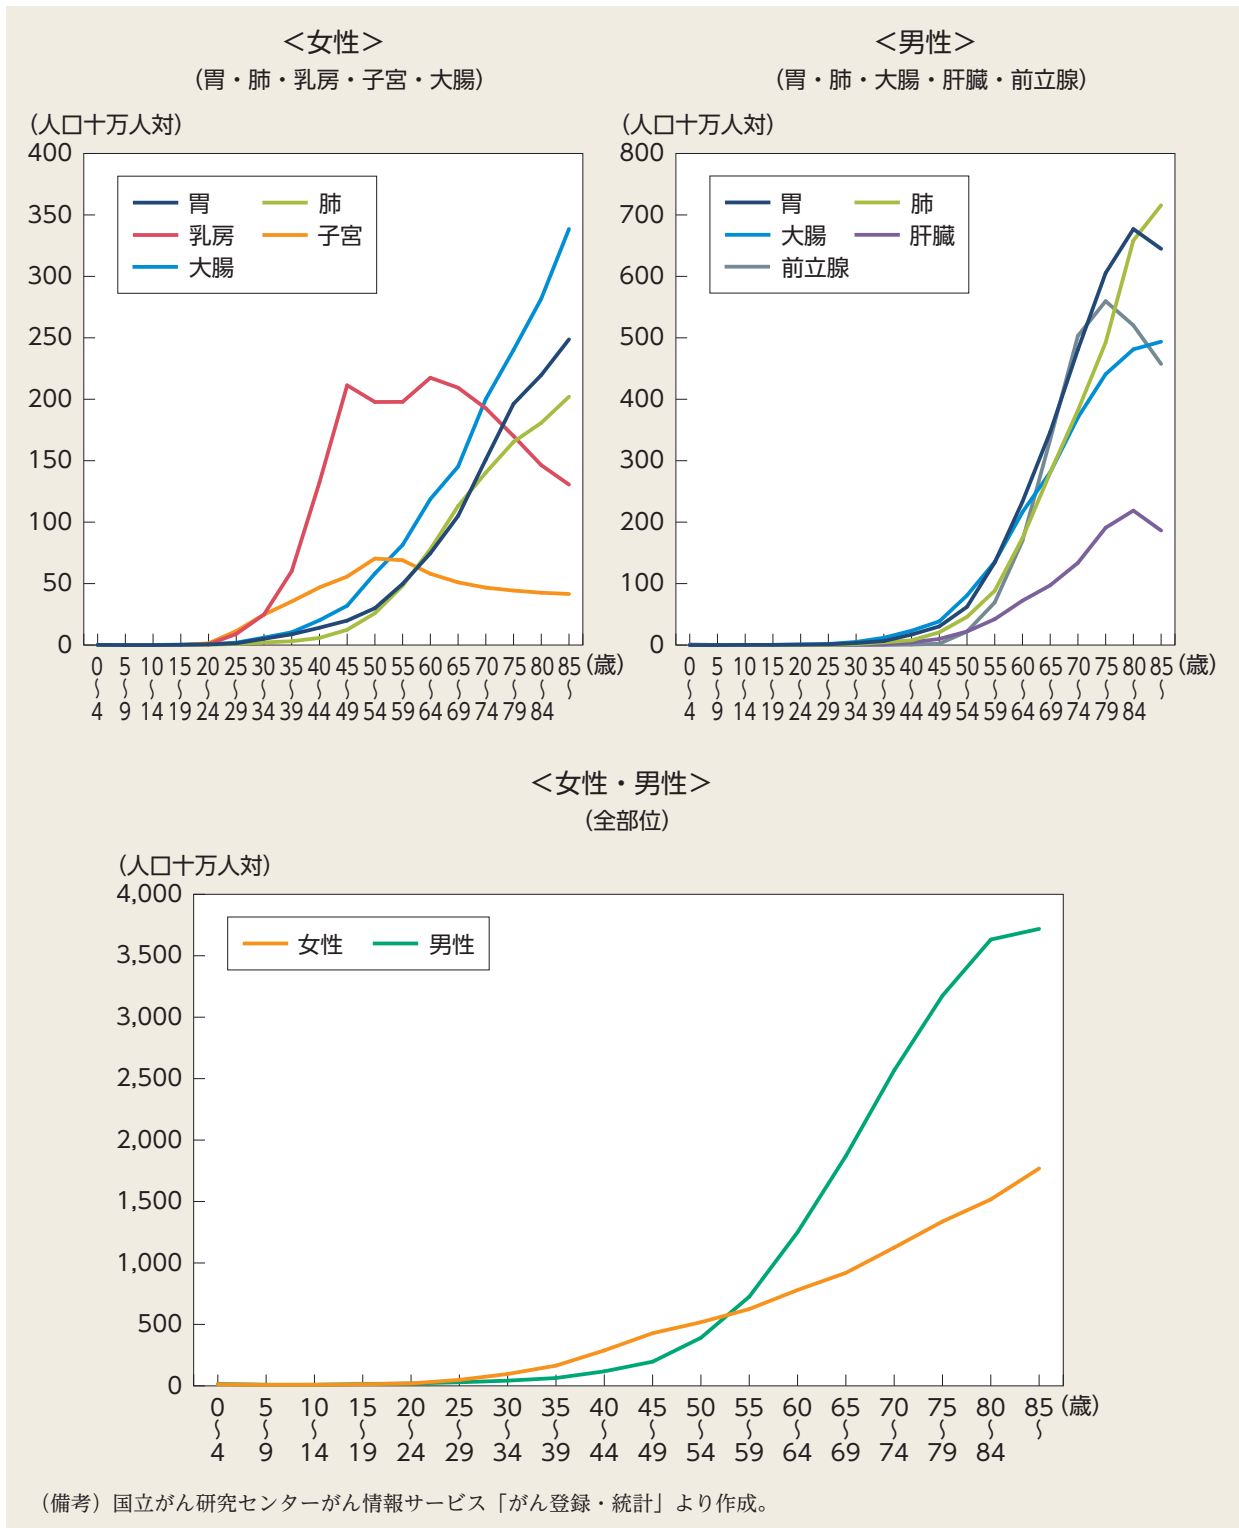 ＜女性＞
（胃・肺・乳房・子宮・大腸）
（人口十万人対）
400
350
300
250
200
150
100
50
0
胃 肺
乳房 子宮
大腸
0 5 10 15 20 25 30 35 40 45 50 55 60 65 70 75 80 85 （歳）
〜 〜 〜 〜 〜 〜 〜 〜 〜 〜 〜 〜 〜 〜 〜 〜 〜 〜
4 9 14 19 24 29 34 39 44 49 54 59 64 69 74 79 84
＜男性＞
（胃・肺・大腸・肝臓・前立腺）
（人口十万人対）
800
700
600
500
400
300
200
100
0
胃 肺
大腸 肝臓
前立腺
0 5 10 15 20 25 30 35 40 45 50 55 60 65 70 75 80 85 （歳）
〜 〜 〜 〜 〜 〜 〜 〜 〜 〜 〜 〜 〜 〜 〜 〜 〜 〜
4 9 14 19 24 29 34 39 44 49 54 59 64 69 74 79 84
＜女性・男性＞
（全部位）
（人口十万人対）
4,000
3,500
3,000
2,500
2,000
1,500
1,000
500
0
女性 男性
0 5 10 15 20 25 30 35 40 45 50 55 60 65 70 75 80 85 （歳）
〜 〜 〜 〜 〜 〜 〜 〜 〜 〜 〜 〜 〜 〜 〜 〜 〜 〜
4 9 14 19 24 29 34 39 44 49 54 59 64 69 74 79 84
（備考）国立がん研究センターがん情報サービス「がん登録・統計」より作成。